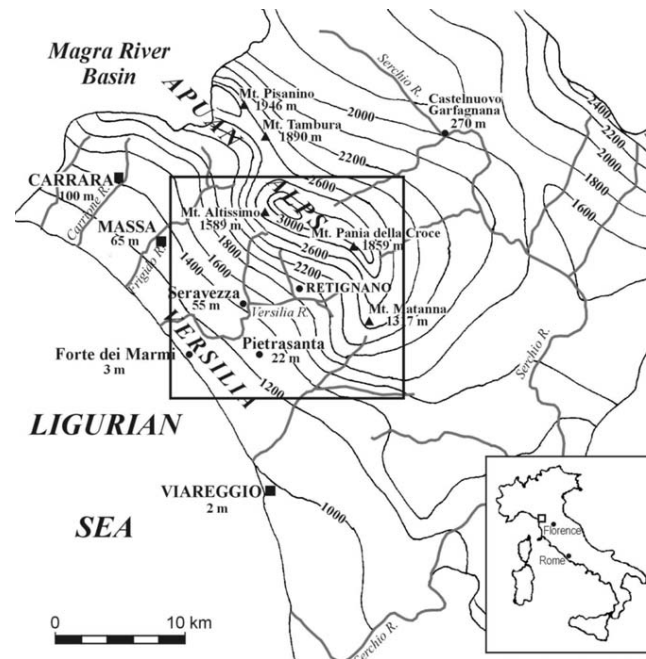 Magra River
Basin
APUAN
ALPS
Mt. Pisanino
1946 m
Mt. Tambura
1890 m
Serchio R.
Castelnuovo
Garfagnana
270 m
2000
2200
2400
2200
2000
1800
1600
2600
CARRARA
100 m
Carrione R.
MASSA
65 m
Frigido R.
Mt. Altissimo
1589 m
3000
2600
2200
Mt. Pania della Croce
1859 m
1800
1600
1400
RETIGNANO
Seravezza
55 m
Versilia R.
Mt. Matanna
1317 m
VERSILIA
Forte dei Marmi
3 m
Pietrasanta
22 m
1200
Serchio R.
LIGURIAN
SEA
VIAREGGIO
2 m
1000
Florence
Rome
0 10 km
Serchio R.